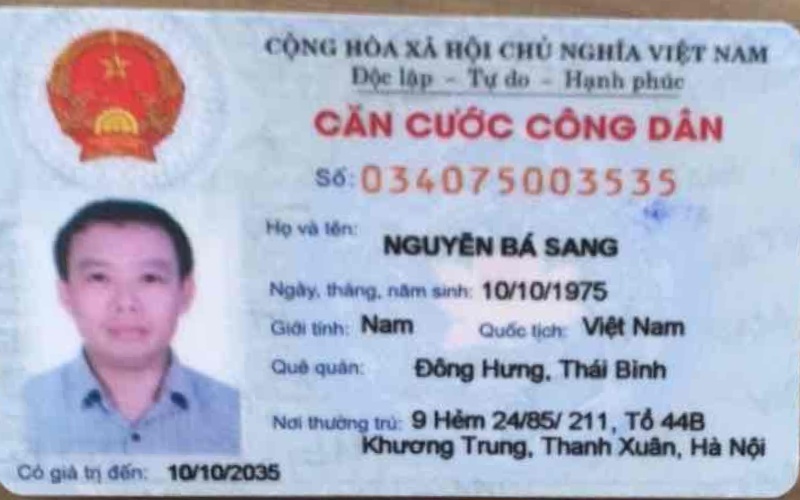 CỘNG HÒA XÃ HỘI CHỦ NGHĨA VIỆT NAM
Độc lập - Tự do - Hạnh phúc
CĂN CƯỚC CÔNG DÂN
Số: 034075003535
Họ và tên: NGUYỄN BÁ SANG
Ngày, tháng, năm sinh: 10/10/1975
Giới tính: Nam Quốc tịch: Việt Nam
Quê quán: Đông Hưng, Thái Bình
Nơi thường trú: 9 Hẻm 24/85/ 211, Tổ 44B
Khương Trung, Thanh Xuân, Hà Nội
Có giá trị đến: 10/10/2035